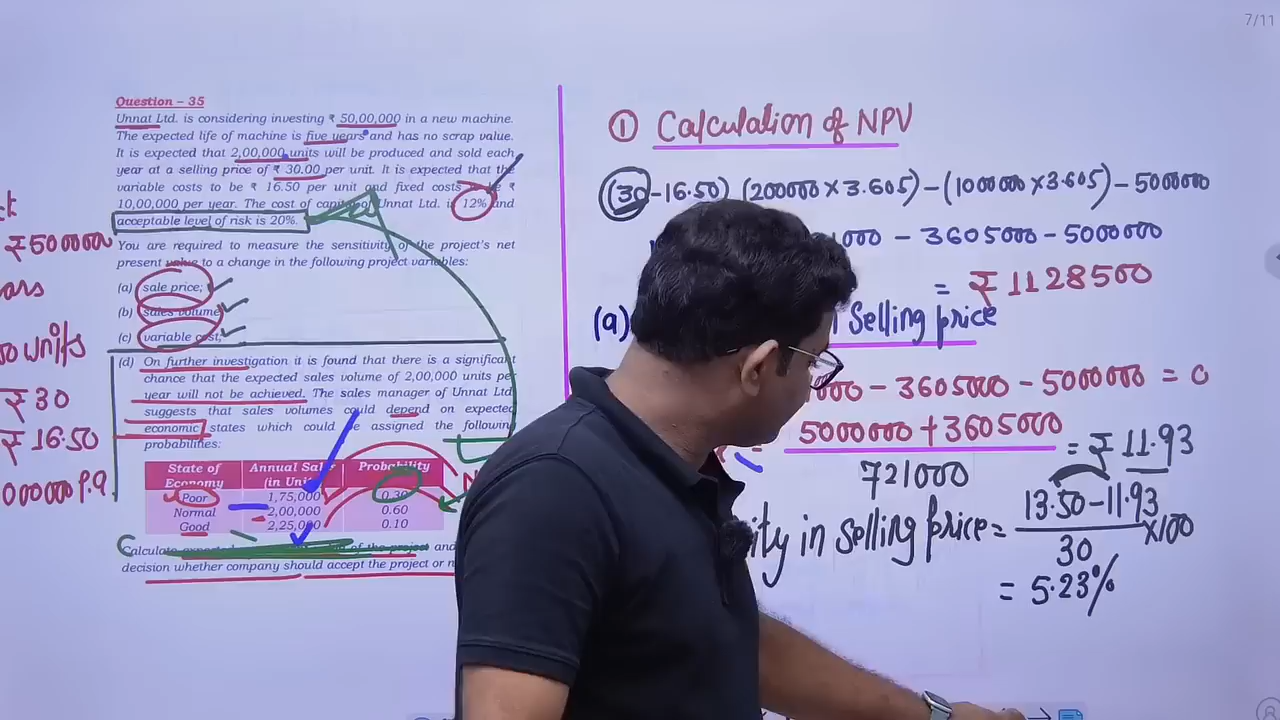 7/11
Question – 35
Unnat Ltd. is considering investing ₹ 50,00,000 in a new machine.
The expected life of machine is five years and has no scrap value.
It is expected that 2,00,000 units will be produced and sold each
year at a selling price of ₹ 30.00 per unit. It is expected that the
variable costs to be ₹ 16.50 per unit and fixed costs ₹
10,00,000 per year. The cost of capital of Unnat Ltd. is 12% and
acceptable level of risk is 20%.
You are required to measure the sensitivity of the project's net
present value to a change in the following project variables:
(a) sale price;
(b) sales volume;
(c) variable cost;
(d) On further investigation it is found that there is a significant
chance that the expected sales volume of 2,00,000 units per
year will not be achieved. The sales manager of Unnat Ltd.
suggests that sales volumes could depend on expected
economic states which could be assigned the following
probabilities:
State of Economy Annual Sales (in Units) Probability
Poor 1,75,000 0.30
Normal 2,00,000 0.60
Good 2,25,000 0.10
Calculate expected of the project and
decision whether company should accept the project or
₹ 5000000
units
₹ 30
₹ 16.50
000000 P.a
① Calculation of NPV
(30-16.50) (200000 × 3.605) – (1000000 × 3.605) – 5000000
000 – 3605000 – 5000000
= ₹ 1128500
(a) Selling price
000 – 3605000 – 5000000 = 0
5000000 + 3605000
721000
= ₹ 11.93
ity in selling price = 13.50 – 11.93
30
× 100
= 5.23%